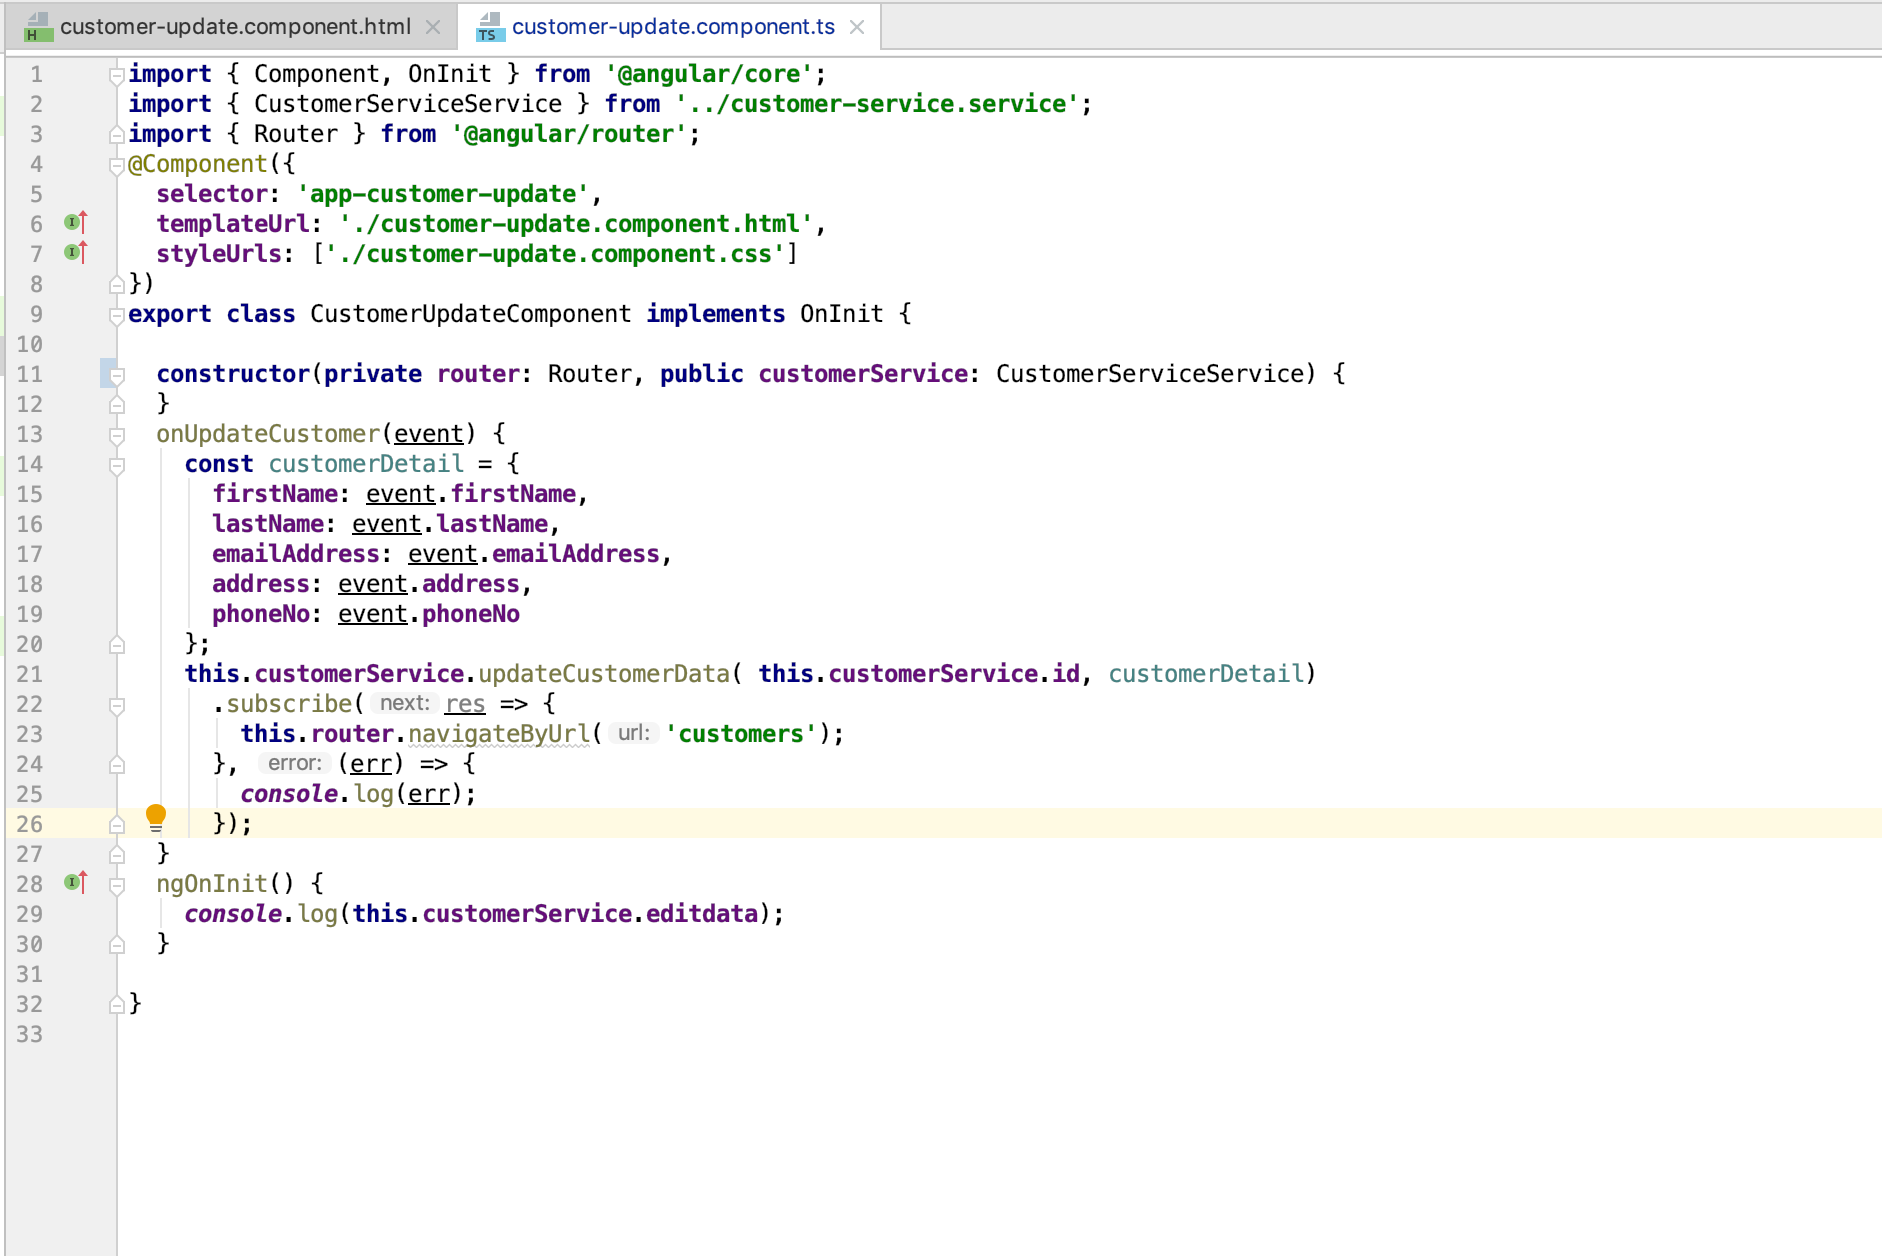 customer-update.component.html
customer-update.component.ts
1 import { Component, OnInit } from '@angular/core';
2 import { CustomerServiceService } from '../customer-service.service';
3 import { Router } from '@angular/router';
4 @Component({
5   selector: 'app-customer-update',
6   templateUrl: './customer-update.component.html',
7   styleUrls: ['./customer-update.component.css']
8 })
9 export class CustomerUpdateComponent implements OnInit {
10
11   constructor(private router: Router, public customerService: CustomerServiceService) {
12   }
13   onUpdateCustomer(event) {
14     const customerDetail = {
15       firstName: event.firstName,
16       lastName: event.lastName,
17       emailAddress: event.emailAddress,
18       address: event.address,
19       phoneNo: event.phoneNo
20     };
21     this.customerService.updateCustomerData( this.customerService.id, customerDetail)
22       .subscribe( next: res => {
23         this.router.navigateByUrl( url: 'customers');
24       }, error: (err) => {
25         console.log(err);
26       });
27   }
28   ngOnInit() {
29     console.log(this.customerService.editdata);
30   }
31
32 }
33